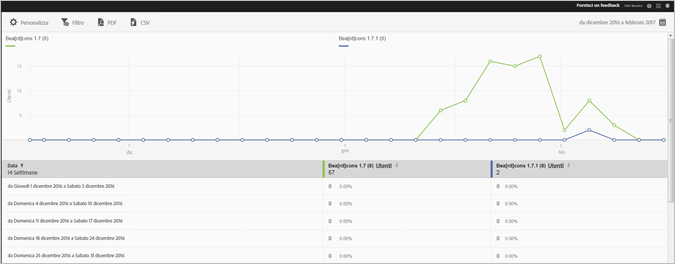 Fornisci un feedback
Personalizza
Filtro
PDF
CSV
da dicembre 2016 a febbraio 2017
Bea[rd]cons 1.7 (8)
Bea[rd]cons 1.7.1 (8)
Utenti
15
10
5
dic
gen
feb
Data
Bea[rd]cons 1.7 (8) Utenti
Bea[rd]cons 1.7.1 (8) Utenti
14 Settimane
57
2
da Giovedì 1 dicembre 2016 a Sabato 3 dicembre 2016
0 0.00%
0 0.00%
da Domenica 4 dicembre 2016 a Sabato 10 dicembre 2016
0 0.00%
0 0.00%
da Domenica 11 dicembre 2016 a Sabato 17 dicembre 2016
0 0.00%
0 0.00%
da Domenica 18 dicembre 2016 a Sabato 24 dicembre 2016
0 0.00%
0 0.00%
da Domenica 25 dicembre 2016 a Sabato 31 dicembre 2016
0 0.00%
0 0.00%